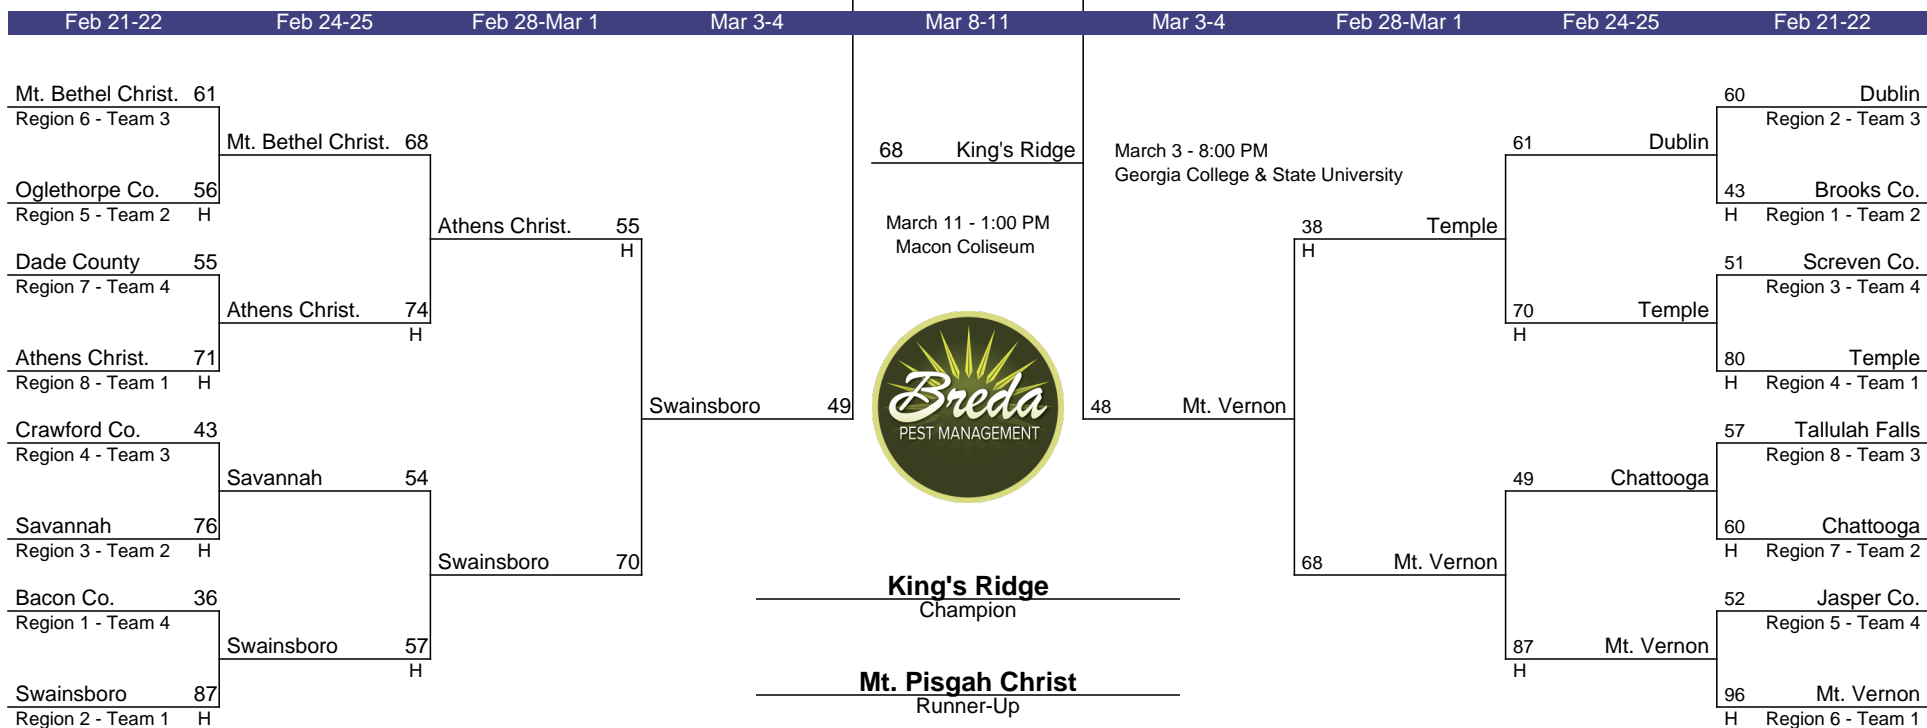 Feb 21-22 Feb 24-25 Feb 28-Mar 1 Mar 3-4 Mar 8-11 Mar 3-4 Feb 28-Mar 1 Feb 24-25 Feb 21-22
Mt. Bethel Christ. 61
Region 6 - Team 3
Mt. Bethel Christ. 68
Oglethorpe Co. 56
Region 5 - Team 2 H
Athens Christ. 55
H
Dade County 55
Region 7 - Team 4
Athens Christ. 74
H
Athens Christ. 71
Region 8 - Team 1 H
Swainsboro 49
Crawford Co. 43
Region 4 - Team 3
Savannah 54
Savannah 76
Region 3 - Team 2 H
Swainsboro 70
Bacon Co. 36
Region 1 - Team 4
Swainsboro 57
H
Swainsboro 87
Region 2 - Team 1 H
68 King's Ridge
March 11 - 1:00 PM
Macon Coliseum
Breda
PEST MANAGEMENT
King's Ridge
Champion
Mt. Pisgah Christ
Runner-Up
March 3 - 8:00 PM
Georgia College & State University
48 Mt. Vernon
38 Temple
H
68 Mt. Vernon
61 Dublin
70 Temple
H
49 Chattooga
87 Mt. Vernon
H
60 Dublin
Region 2 - Team 3
43 Brooks Co.
H Region 1 - Team 2
51 Screven Co.
Region 3 - Team 4
80 Temple
H Region 4 - Team 1
57 Tallulah Falls
Region 8 - Team 3
60 Chattooga
H Region 7 - Team 2
52 Jasper Co.
Region 5 - Team 4
96 Mt. Vernon
H Region 6 - Team 1